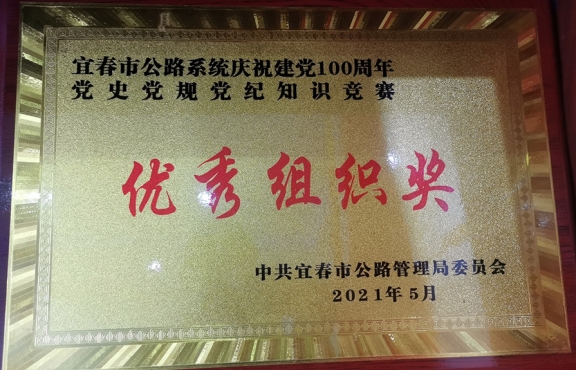 宜春市公路系统庆祝建党100周年
党史党规党纪知识竞赛
优秀组织奖
中共宜春市公路管理局委员会
2021年5月